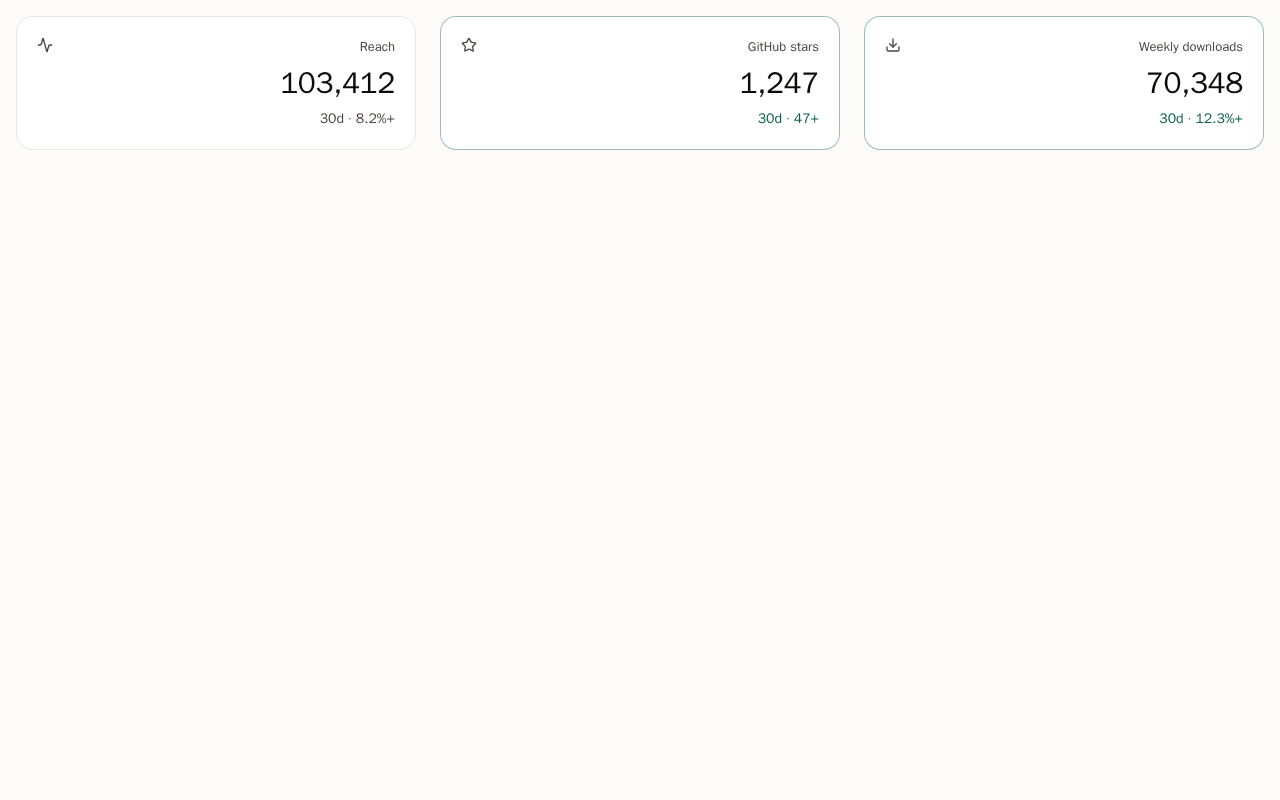 Reach
103,412
30d · 8.2%+
GitHub stars
1,247
30d · 47+
Weekly downloads
70,348
30d · 12.3%+